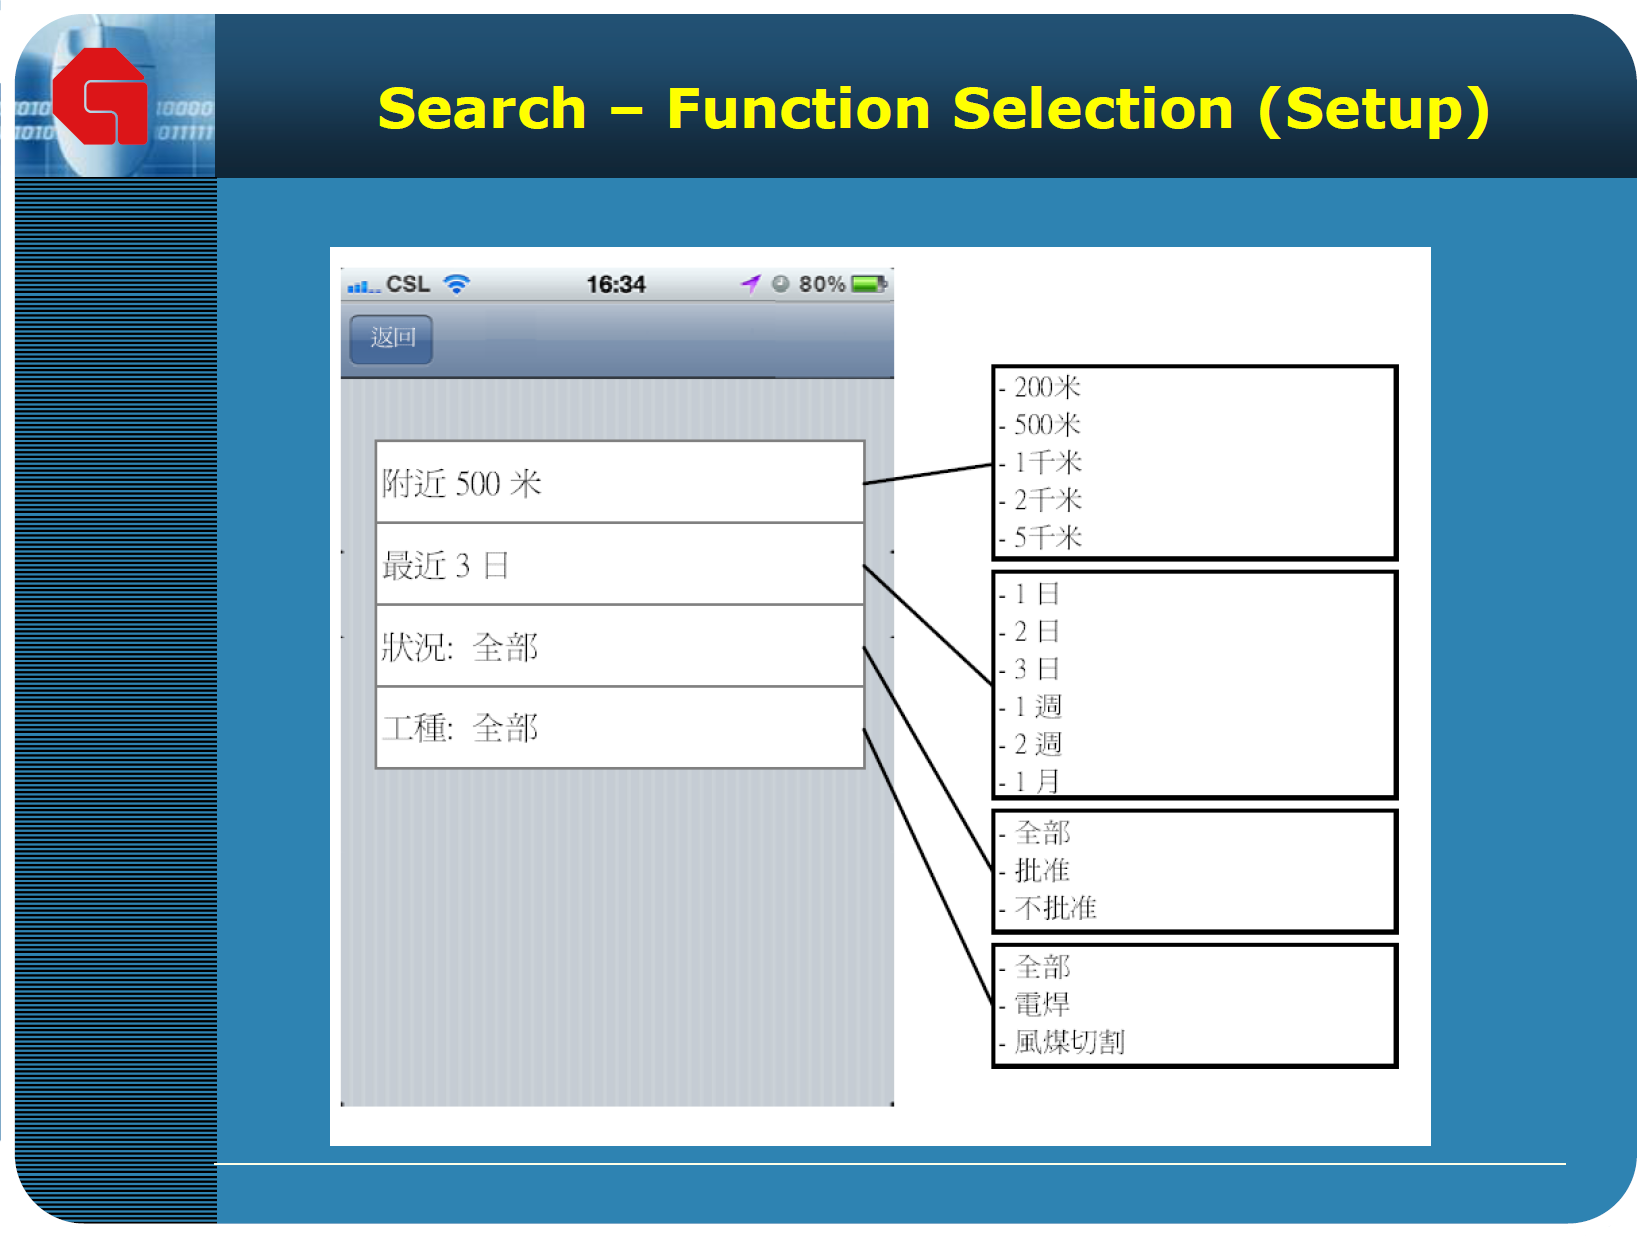 Search – Function Selection (Setup)
CSL 16:34 80%
返回
附近 500 米
最近 3 日
狀況: 全部
工種: 全部
- 200米
- 500米
- 1千米
- 2千米
- 5千米
- 1 日
- 2 日
- 3 日
- 1 週
- 2 週
- 1 月
- 全部
- 批准
- 不批准
- 全部
- 電焊
- 風煤切割